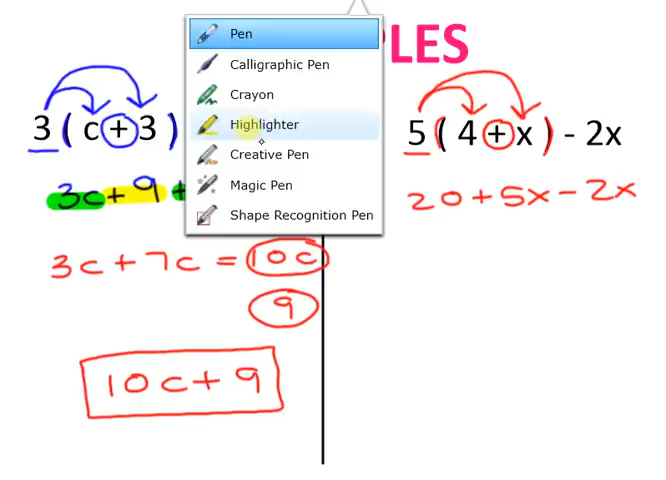 PLES
Pen
Calligraphic Pen
Crayon
Highlighter
Creative Pen
Magic Pen
Shape Recognition Pen
3(c+3)
3c+9+
3c+7c=10c
9
10c+9
5(4+x)-2x
20+5x-2x